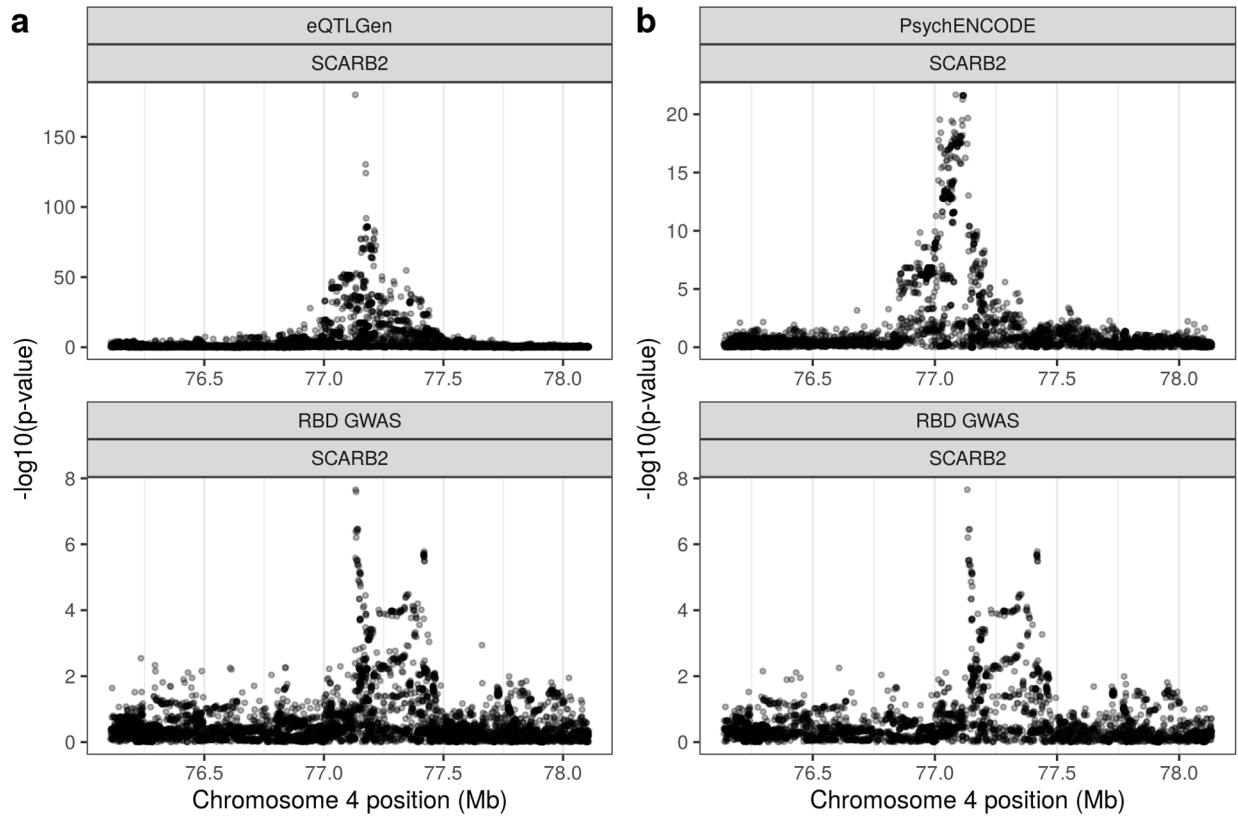 a
eQTLGen
SCARB2
150
100
50
0
76.5 77.0 77.5 78.0
RBD GWAS
SCARB2
8
6
4
2
0
76.5 77.0 77.5 78.0
-log10(p-value)
Chromosome 4 position (Mb)
b
PsychENCODE
SCARB2
20
15
10
5
0
76.5 77.0 77.5 78.0
RBD GWAS
SCARB2
8
6
4
2
0
76.5 77.0 77.5 78.0
-log10(p-value)
Chromosome 4 position (Mb)